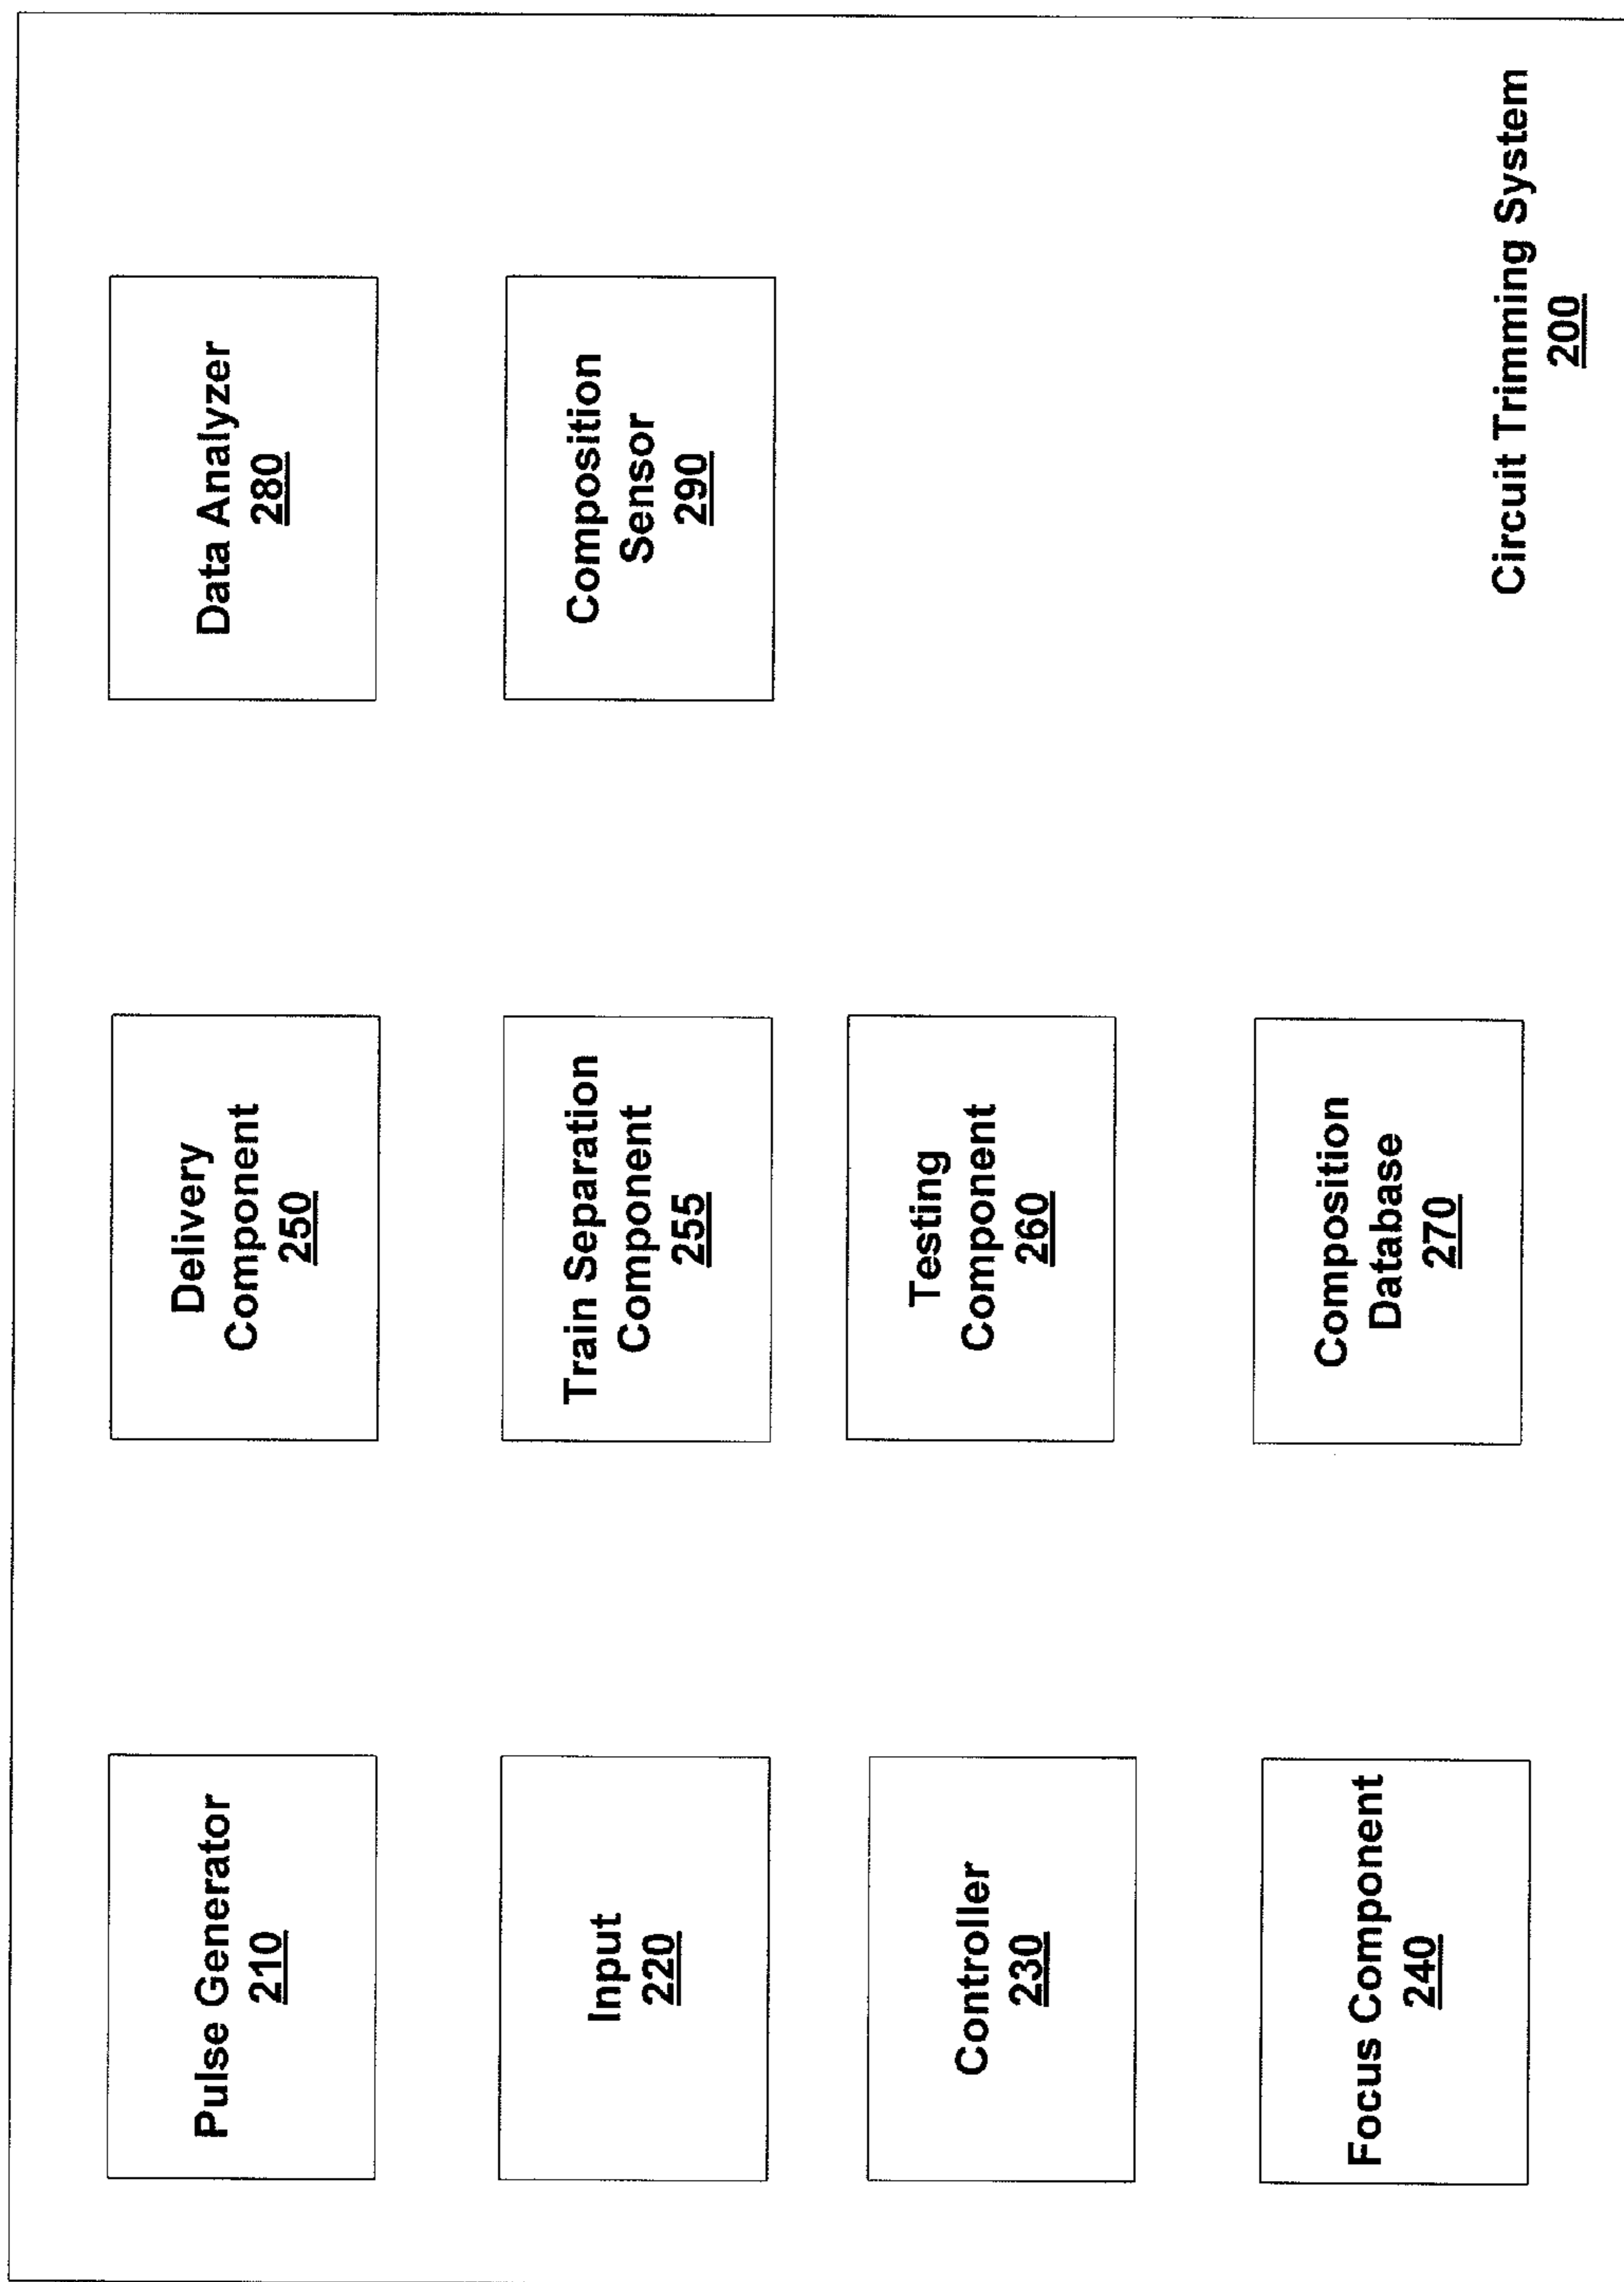 Pulse Generator
210
Input
220
Controller
230
Focus Component
240
Delivery
Component
250
Train Separation
Component
255
Testing
Component
260
Composition
Database
270
Data Analyzer
280
Composition
Sensor
290
Circuit Trimming System
200